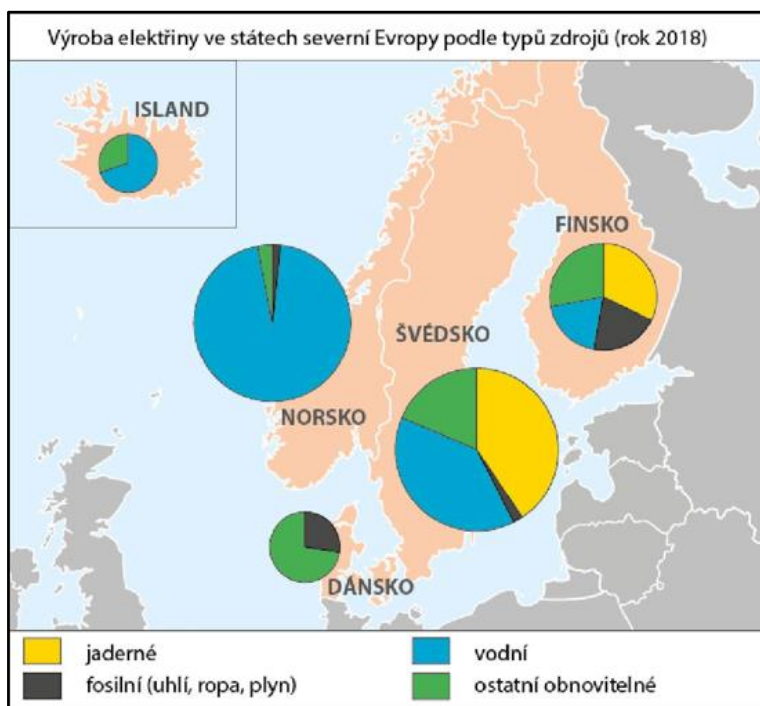 Výroba elektřiny ve státech severní Evropy podle typů zdrojů (rok 2018)
ISLAND
FINSKO
ŠVÉDSKO
NORSKO
DÁNSKO
jaderné
vodní
fosilní (uhlí, ropa, plyn)
ostatní obnovitelné